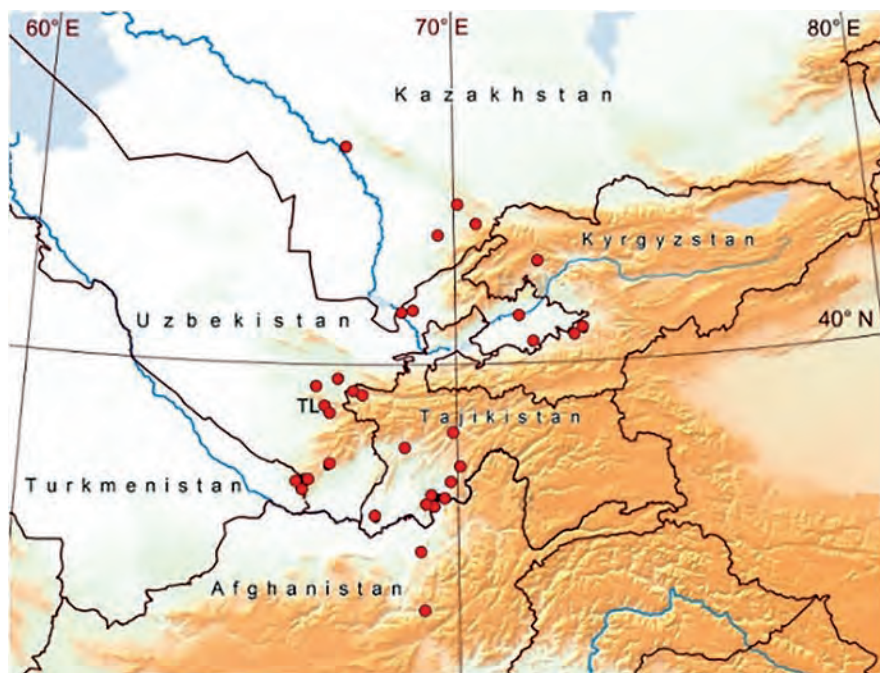 60° E
70° E
80° E
Kazakhstan
Kyrgyzstan
Uzbekistan
40° N
TL
Tajikistan
Turkmenistan
Afghanistan